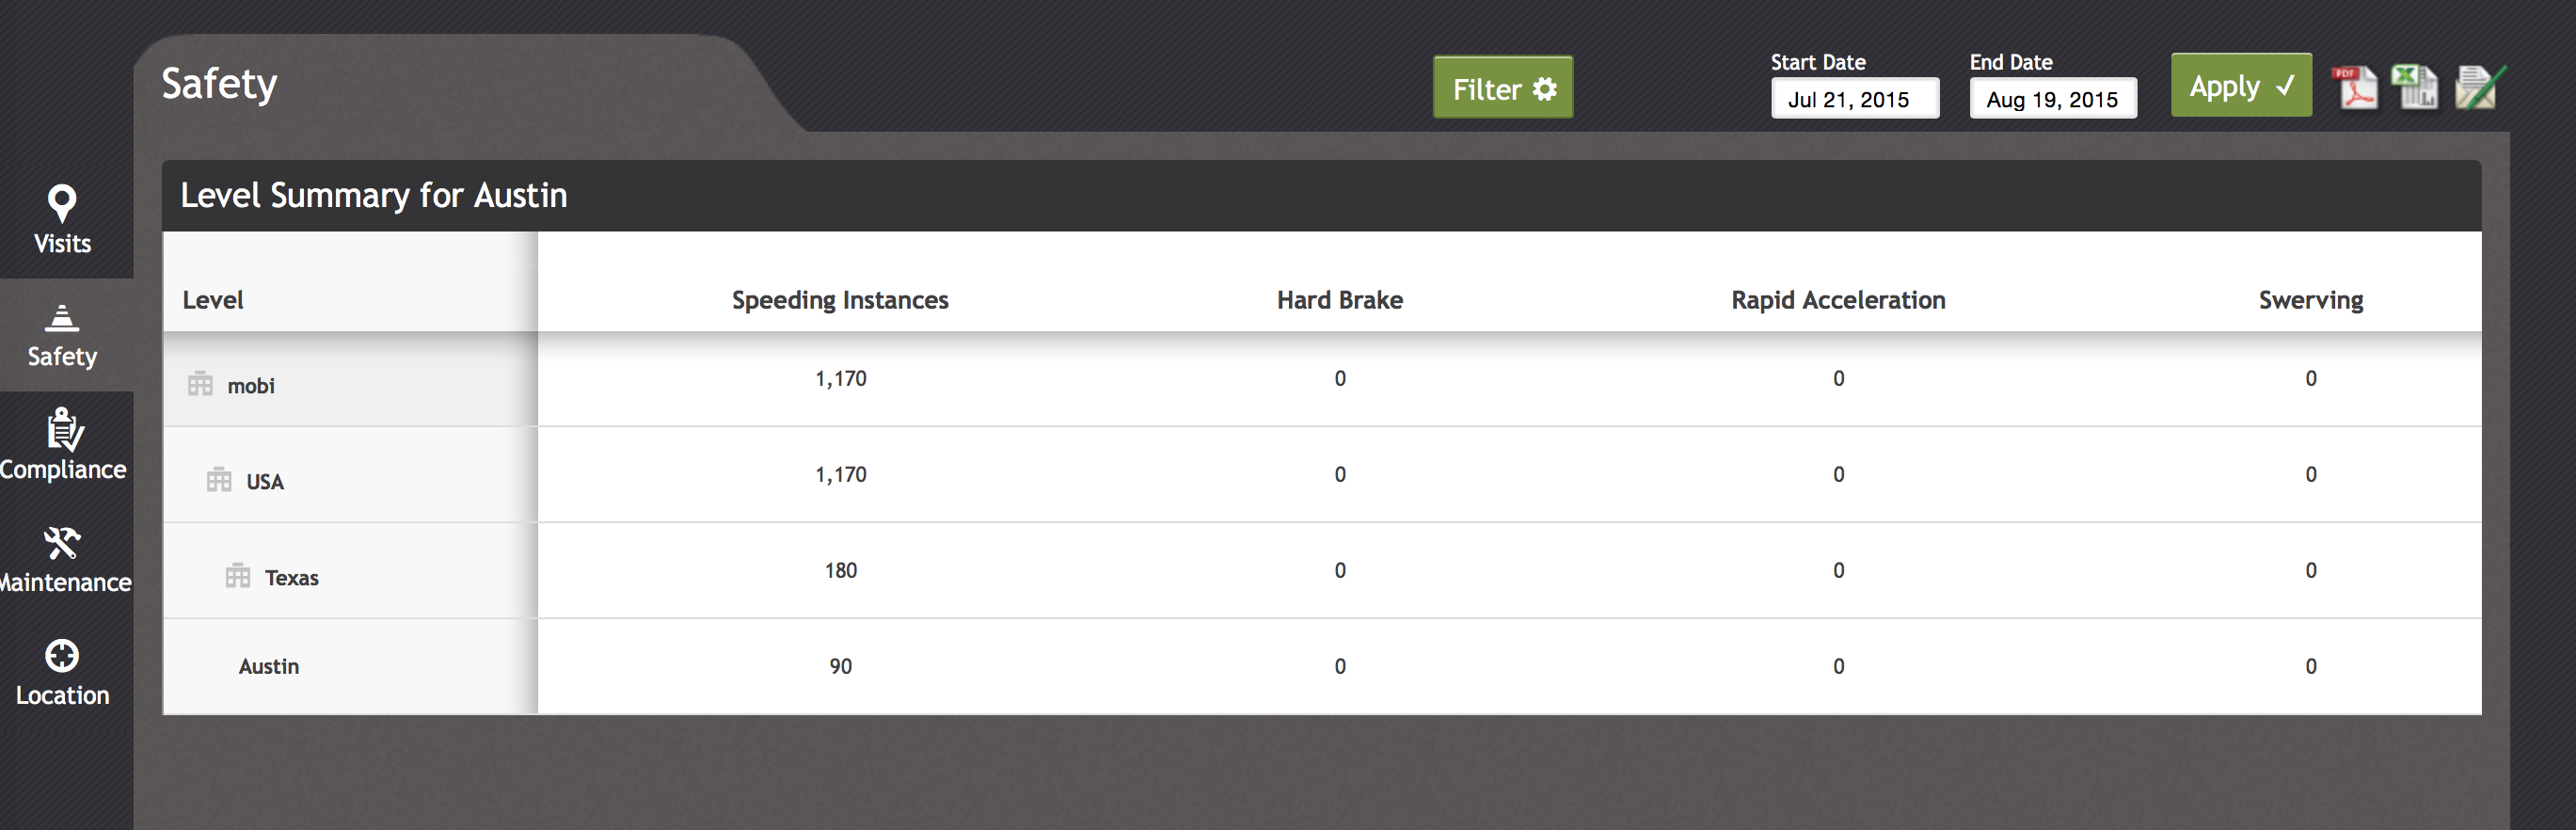 Safety
Filter
Start Date
Jul 21, 2015
End Date
Aug 19, 2015
Apply
PDF
Level Summary for Austin
Visits
Safety
Compliance
Maintenance
Location
Level Speeding Instances Hard Brake Rapid Acceleration Swerving
mobi 1,170 0 0 0
USA 1,170 0 0 0
Texas 180 0 0 0
Austin 90 0 0 0